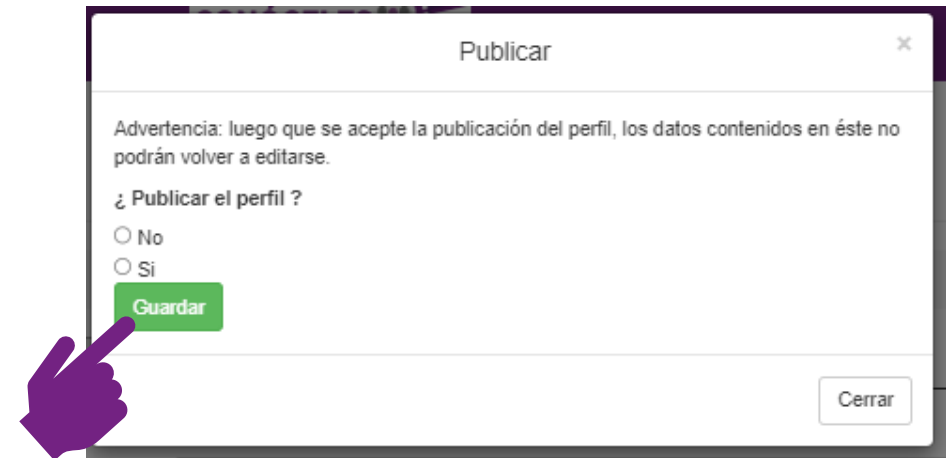 Publicar
×
Advertencia: luego que se acepte la publicación del perfil, los datos contenidos en éste no
podrán volver a editarse.
¿ Publicar el perfil ?
No
Si
Guardar
Cerrar